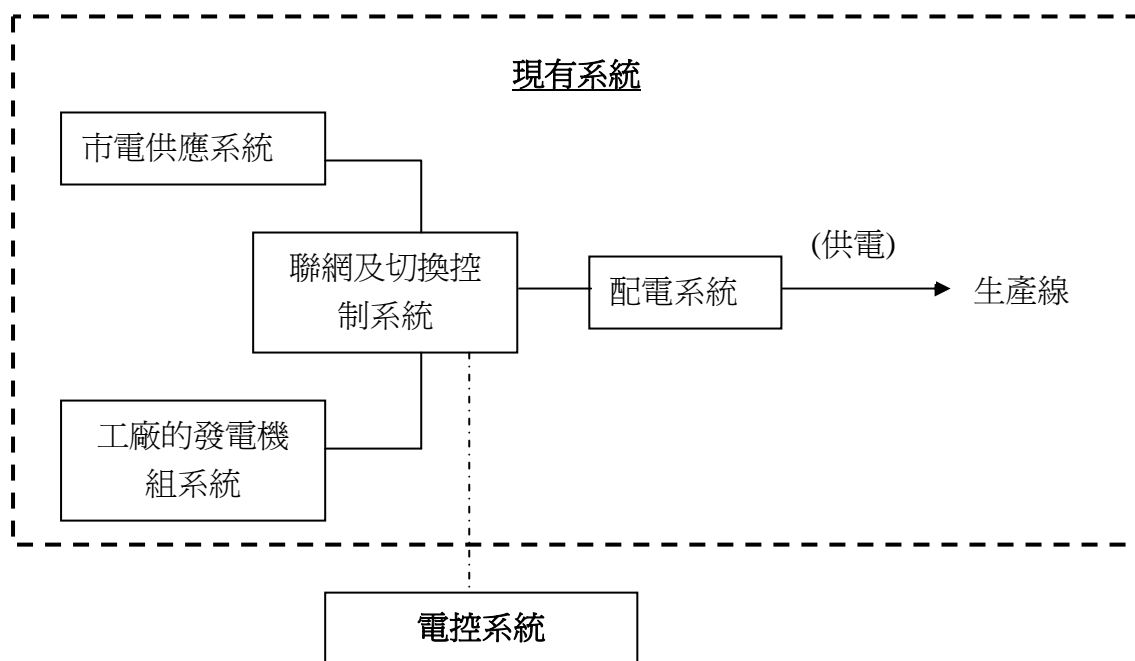 現有系統
市電供應系統
聯網及切換控
制系統
(供電)
配電系統
生產線
工廠的發電機
組系統
電控系統